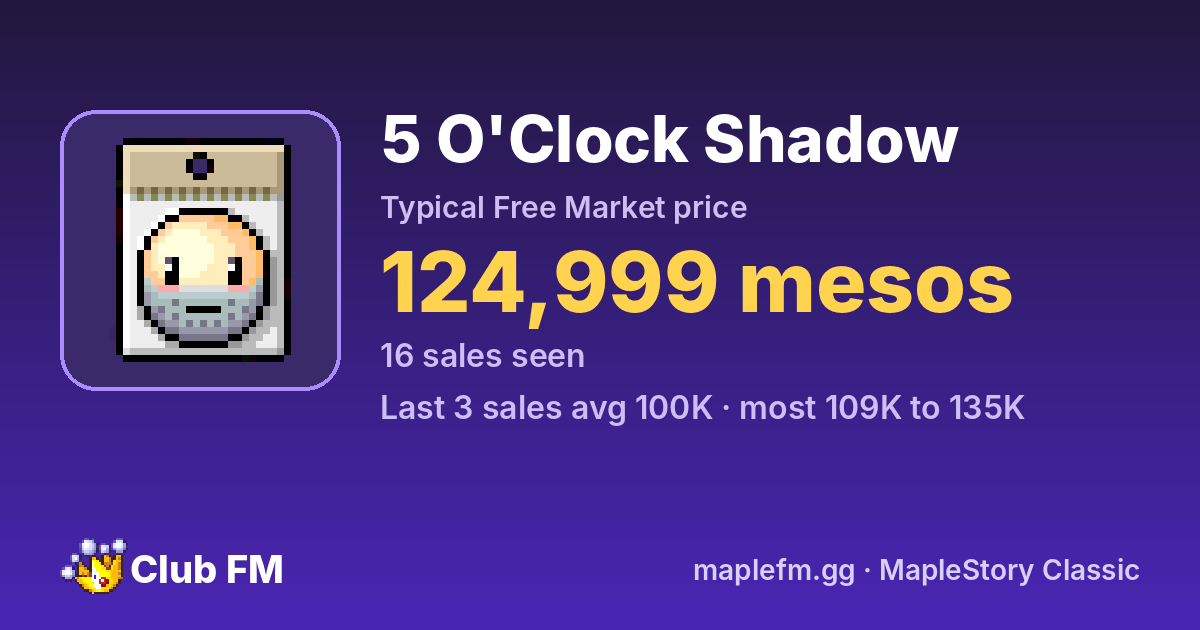 5 O'Clock Shadow
Typical Free Market price
124,999 mesos
16 sales seen
Last 3 sales avg 100K · most 109K to 135K
Club FM
maplefm.gg · MapleStory Classic